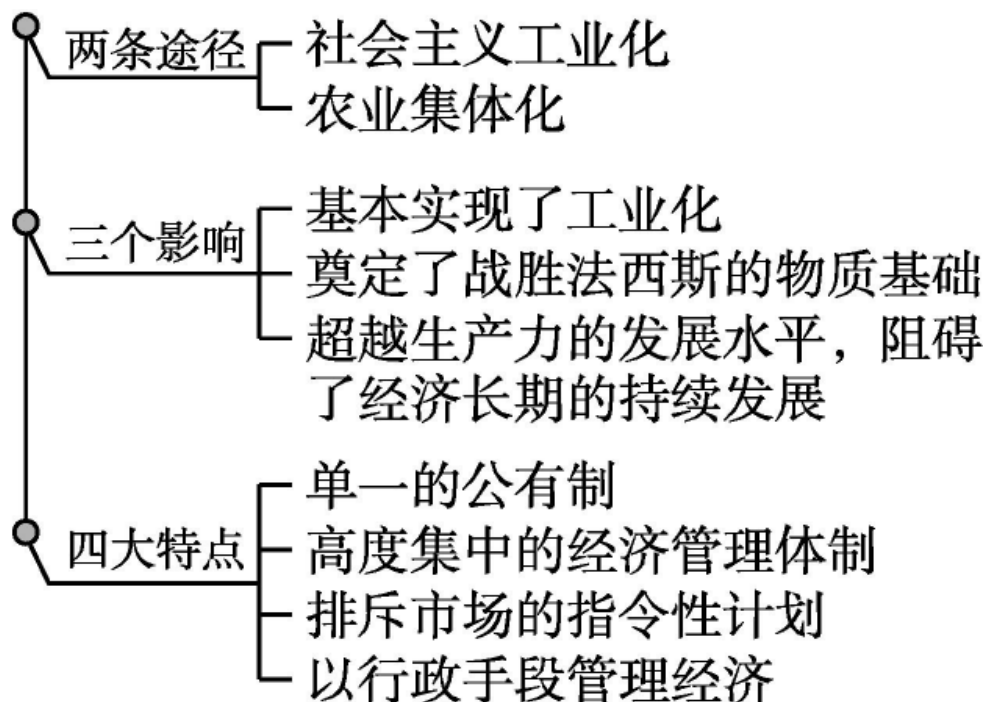 两条途径
社会主义工业化
农业集体化
三个影响
基本实现了工业化
奠定了战胜法西斯的物质基础
超越生产力的发展水平，阻碍
了经济长期的持续发展
四大特点
单一的公有制
高度集中的经济管理体制
排斥市场的指令性计划
以行政手段管理经济